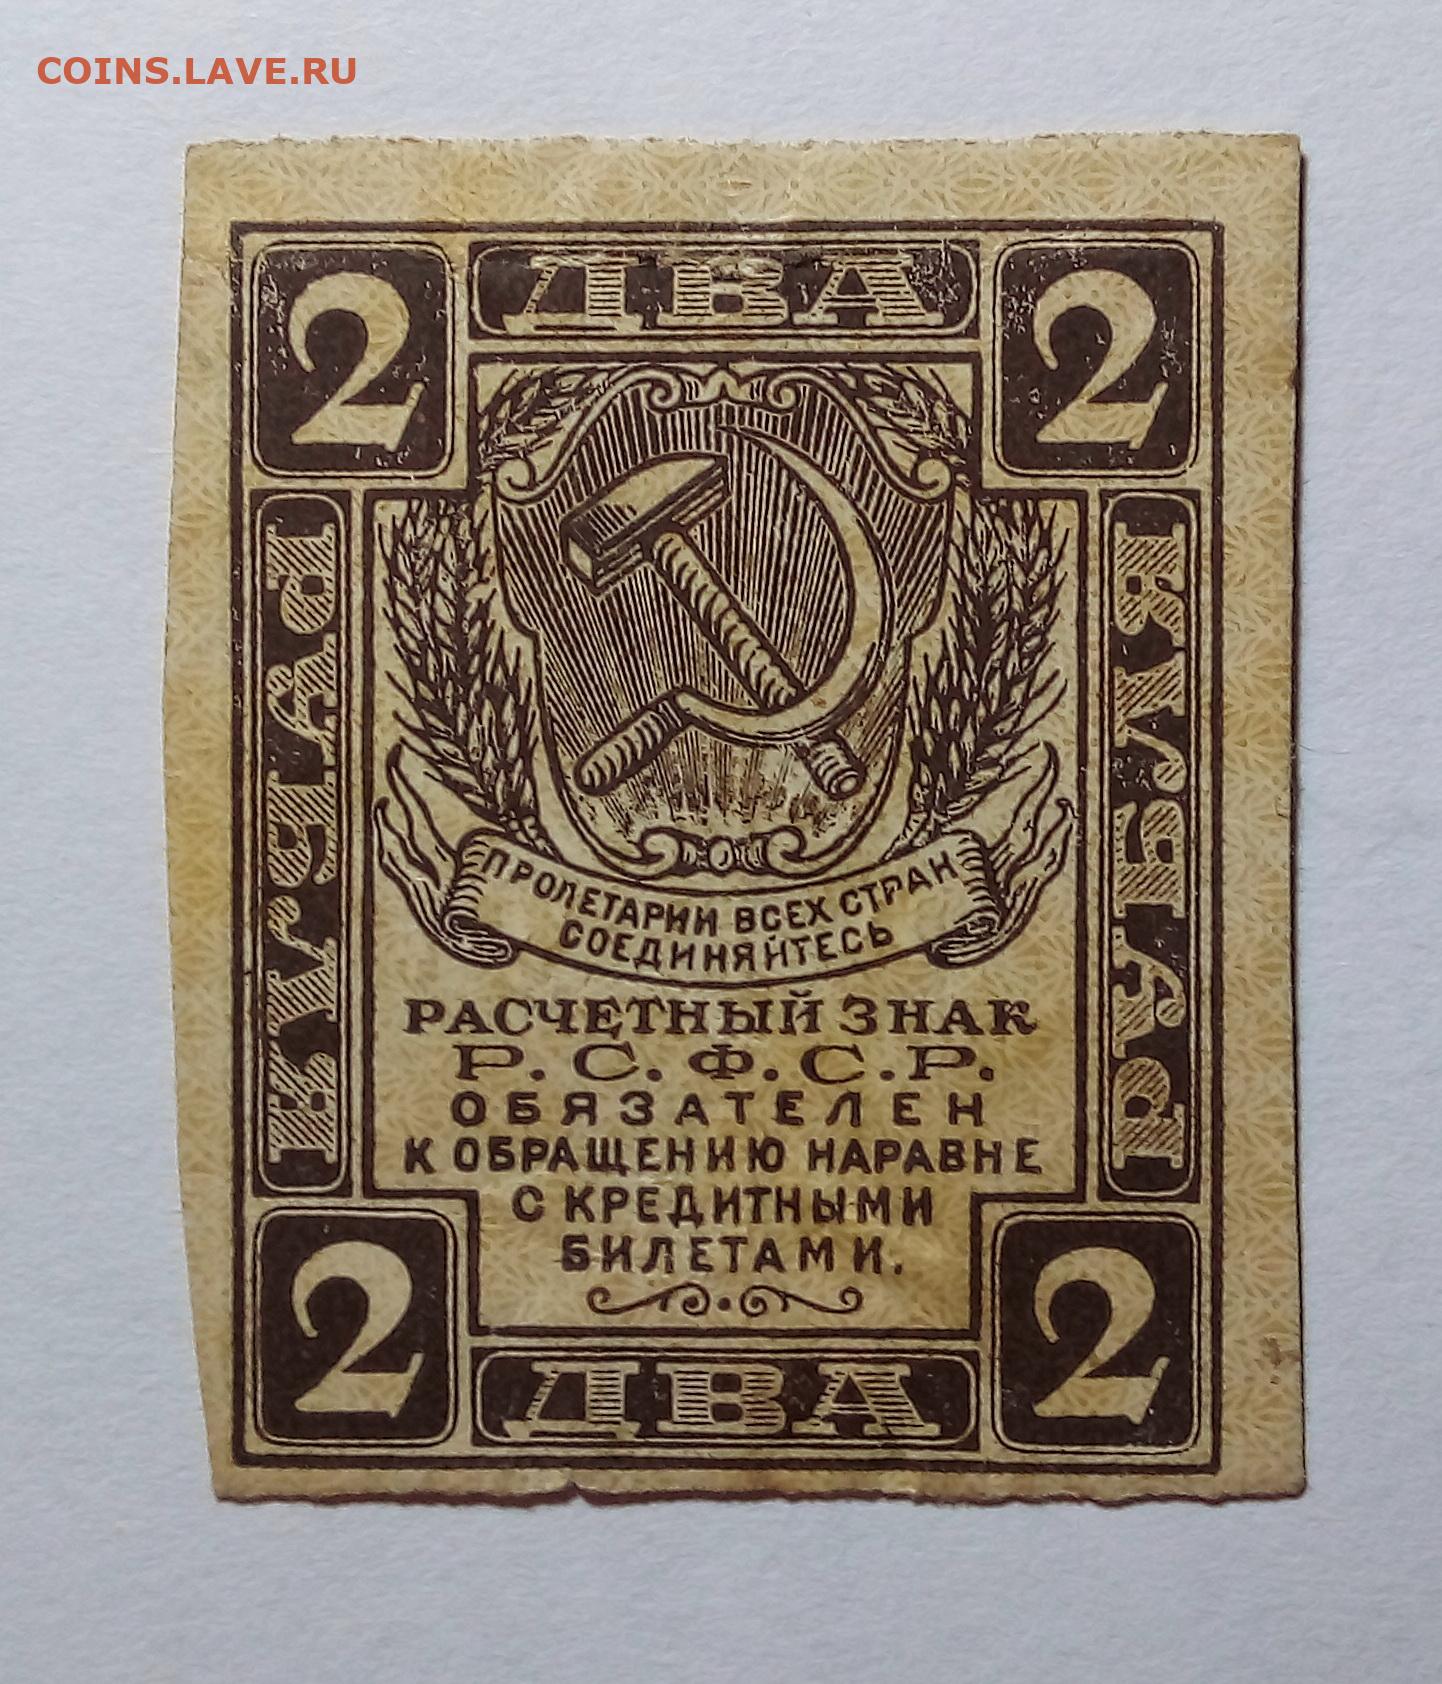 COINS.LAVE.RU
2 ДВА 2
РУБЛЯ
РУБЛЯ
ПРОЛЕТАРИИ ВСЕХ СТРАН
СОЕДИНЯЙТЕСЬ
РАСЧЕТНЫЙ ЗНАК
Р.С.Ф.С.Р.
ОБЯЗАТЕЛЕН
К ОБРАЩЕНИЮ НАРАВНЕ
С КРЕДИТНЫМИ
БИЛЕТАМИ.
2 ДВА 2